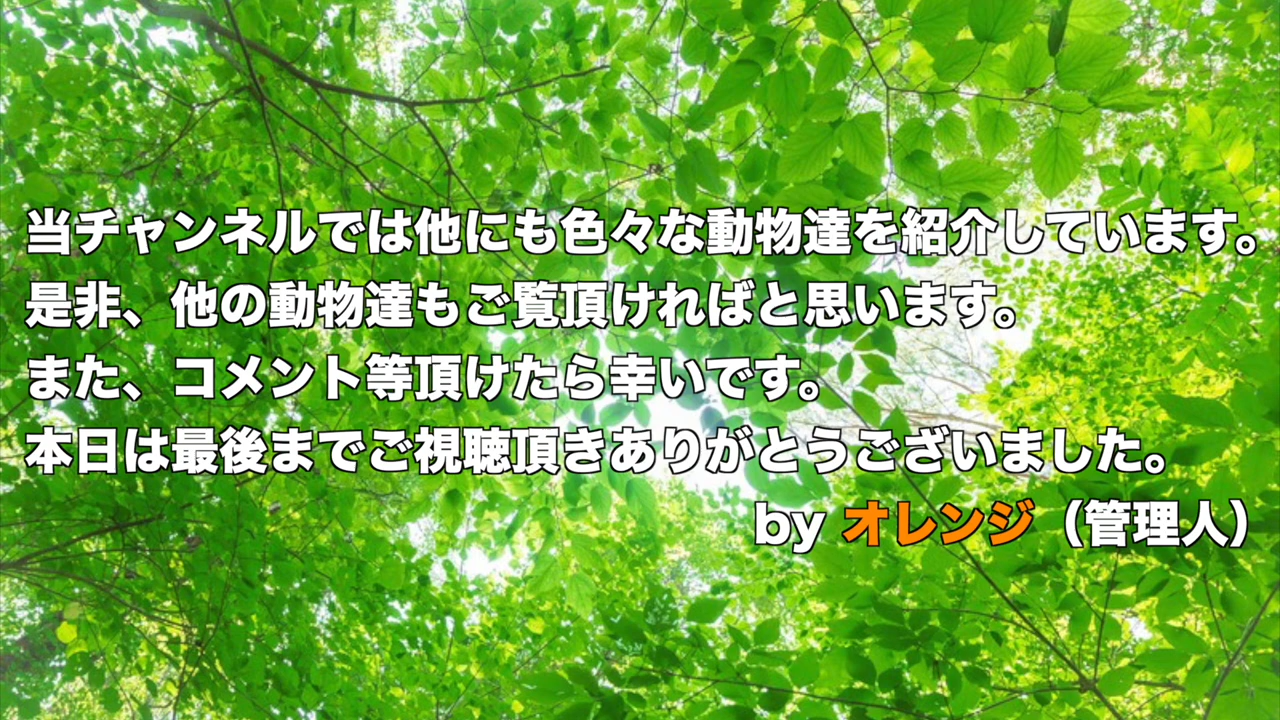 当チャンネルでは他にも色々な動物達を紹介しています。
是非、他の動物達もご覧頂ければと思います。
また、コメント等頂けたら幸いです。
本日は最後までご視聴頂きありがとうございました。
by オレンジ（管理人）